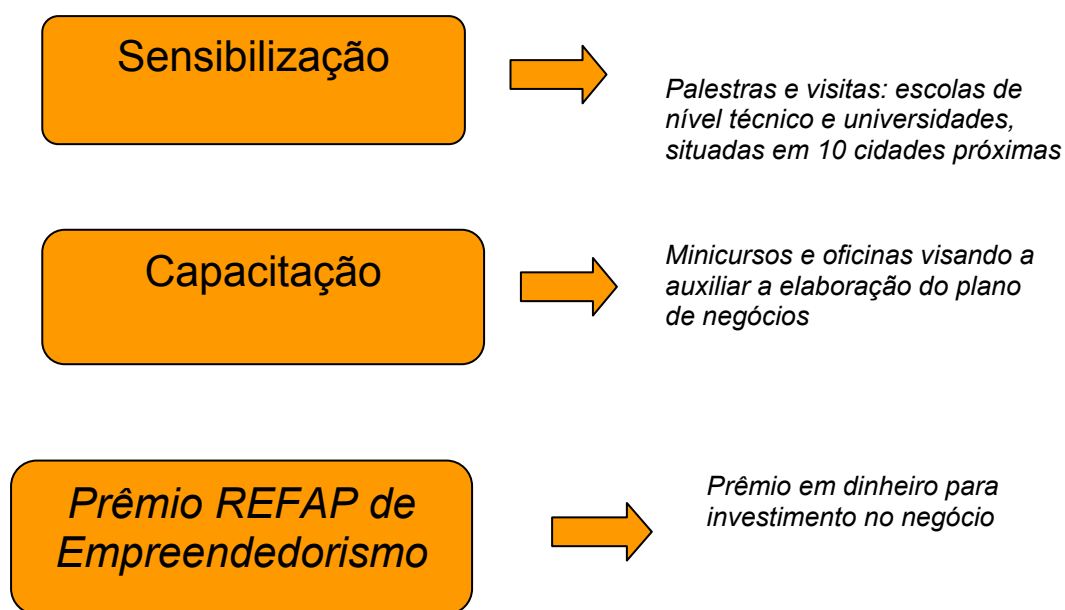 Sensibilização
Palestras e visitas: escolas de
nível técnico e universidades,
situadas em 10 cidades próximas
Capacitação
Minicursos e oficinas visando a
auxiliar a elaboração do plano
de negócios
Prêmio REFAP de
Empreendedorismo
Prêmio em dinheiro para
investimento no negócio